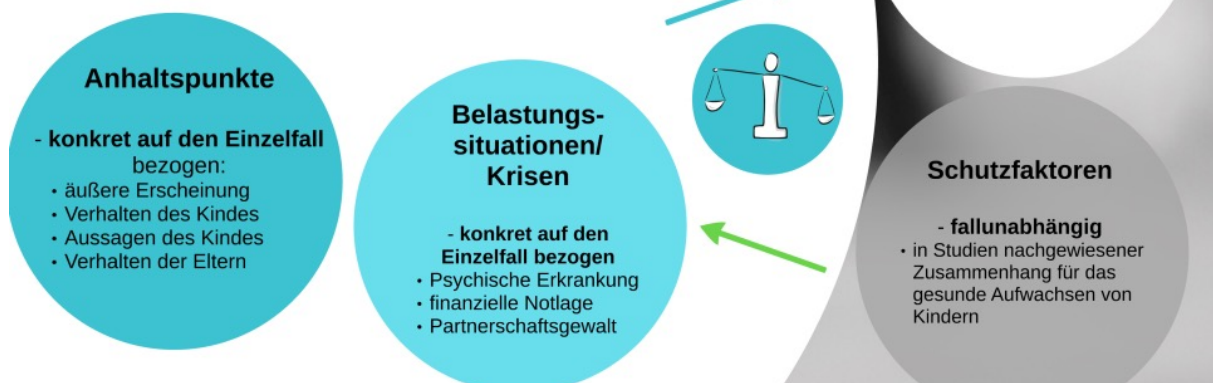 Anhaltspunkte
- konkret auf den Einzelfall
bezogen:
• äußere Erscheinung
• Verhalten des Kindes
• Aussagen des Kindes
• Verhalten der Eltern
Belastungs-
situationen/
Krisen
- konkret auf den
Einzelfall bezogen
• Psychische Erkrankung
• finanzielle Notlage
• Partnerschaftsgewalt
Schutzfaktoren
- fallunabhängig
• in Studien nachgewiesener
Zusammenhang für das
gesunde Aufwachsen von
Kindern